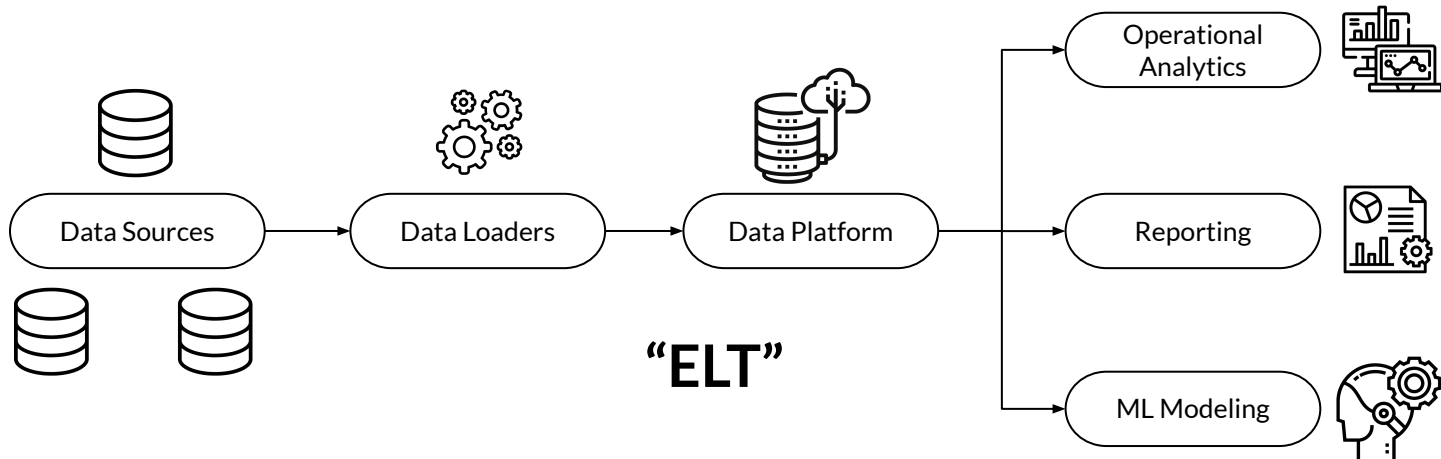 Operational
Analytics
Data Sources
Data Loaders
Data Platform
Reporting
“ELT”
ML Modeling